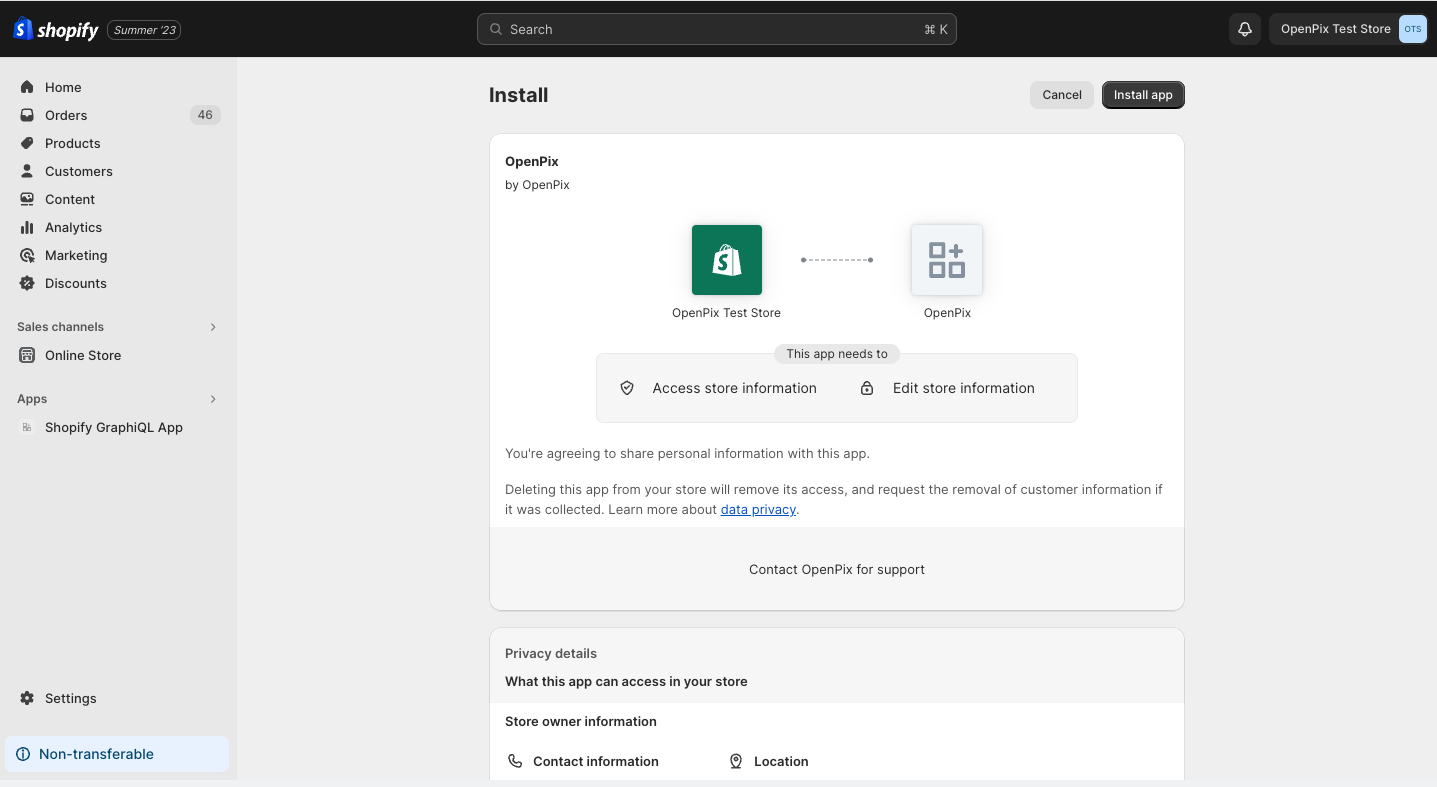 shopify
Summer '23
Search
⌘ K
OpenPix Test Store
OTS
Home
Orders
46
Products
Customers
Content
Analytics
Marketing
Discounts
Sales channels
Online Store
Apps
Shopify GraphiQL App
Settings
Non-transferable
Install
Cancel
Install app
OpenPix
by OpenPix
OpenPix Test Store
OpenPix
This app needs to
Access store information
Edit store information
You're agreeing to share personal information with this app.
Deleting this app from your store will remove its access, and request the removal of customer information if
it was collected. Learn more about data privacy.
Contact OpenPix for support
Privacy details
What this app can access in your store
Store owner information
Contact information
Location